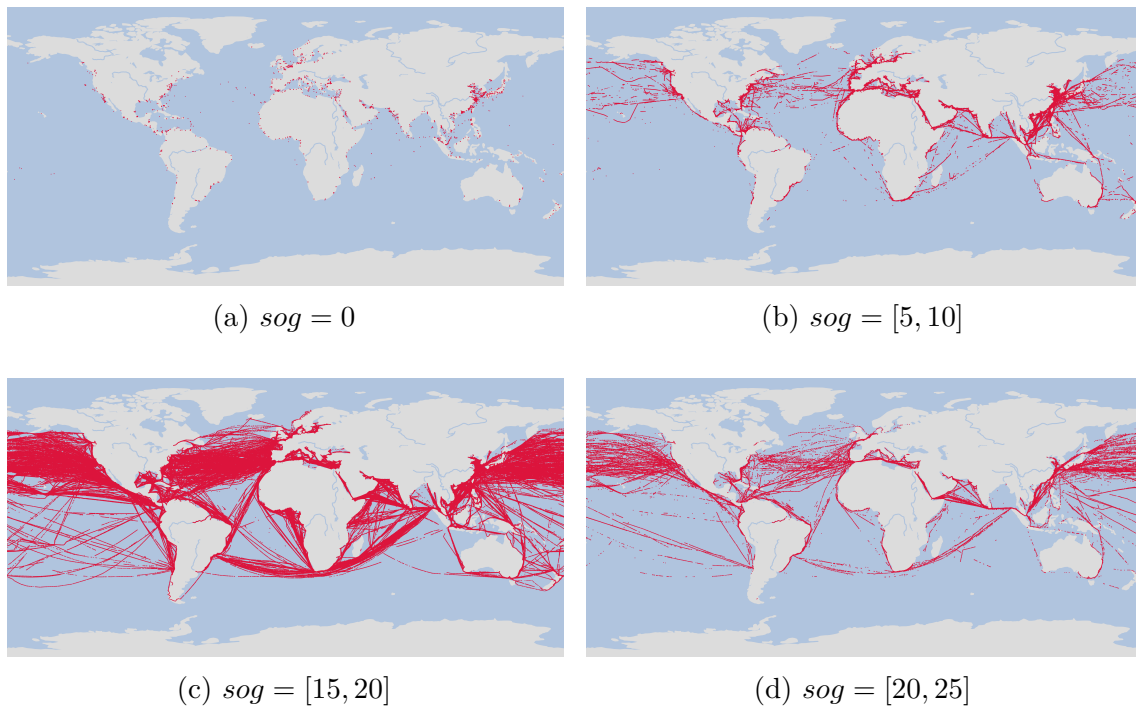 (a) sog = 0
(b) sog = [5, 10]
(c) sog = [15, 20]
(d) sog = [20, 25]